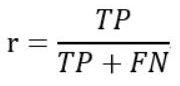 r = TP / (TP + FN)